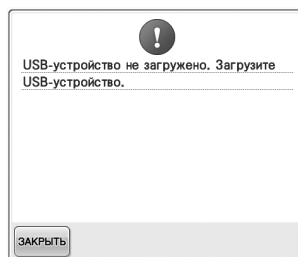 USB-устройство не загружено. Загрузите
USB-устройство.
ЗАКРЫТЬ